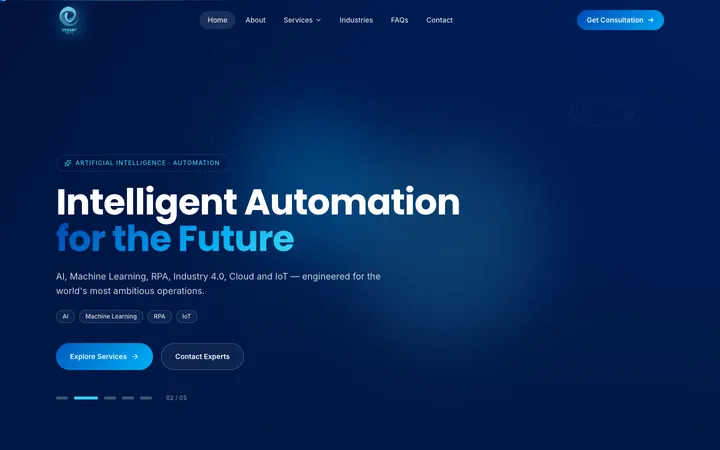 VEDANT
Home
About
Services
Industries
FAQs
Contact
Get Consultation →
ARTIFICIAL INTELLIGENCE · AUTOMATION
Intelligent Automation
for the Future
AI, Machine Learning, RPA, Industry 4.0, Cloud and IoT — engineered for the
world's most ambitious operations.
AI
Machine Learning
RPA
IoT
Explore Services →
Contact Experts
02 / 05